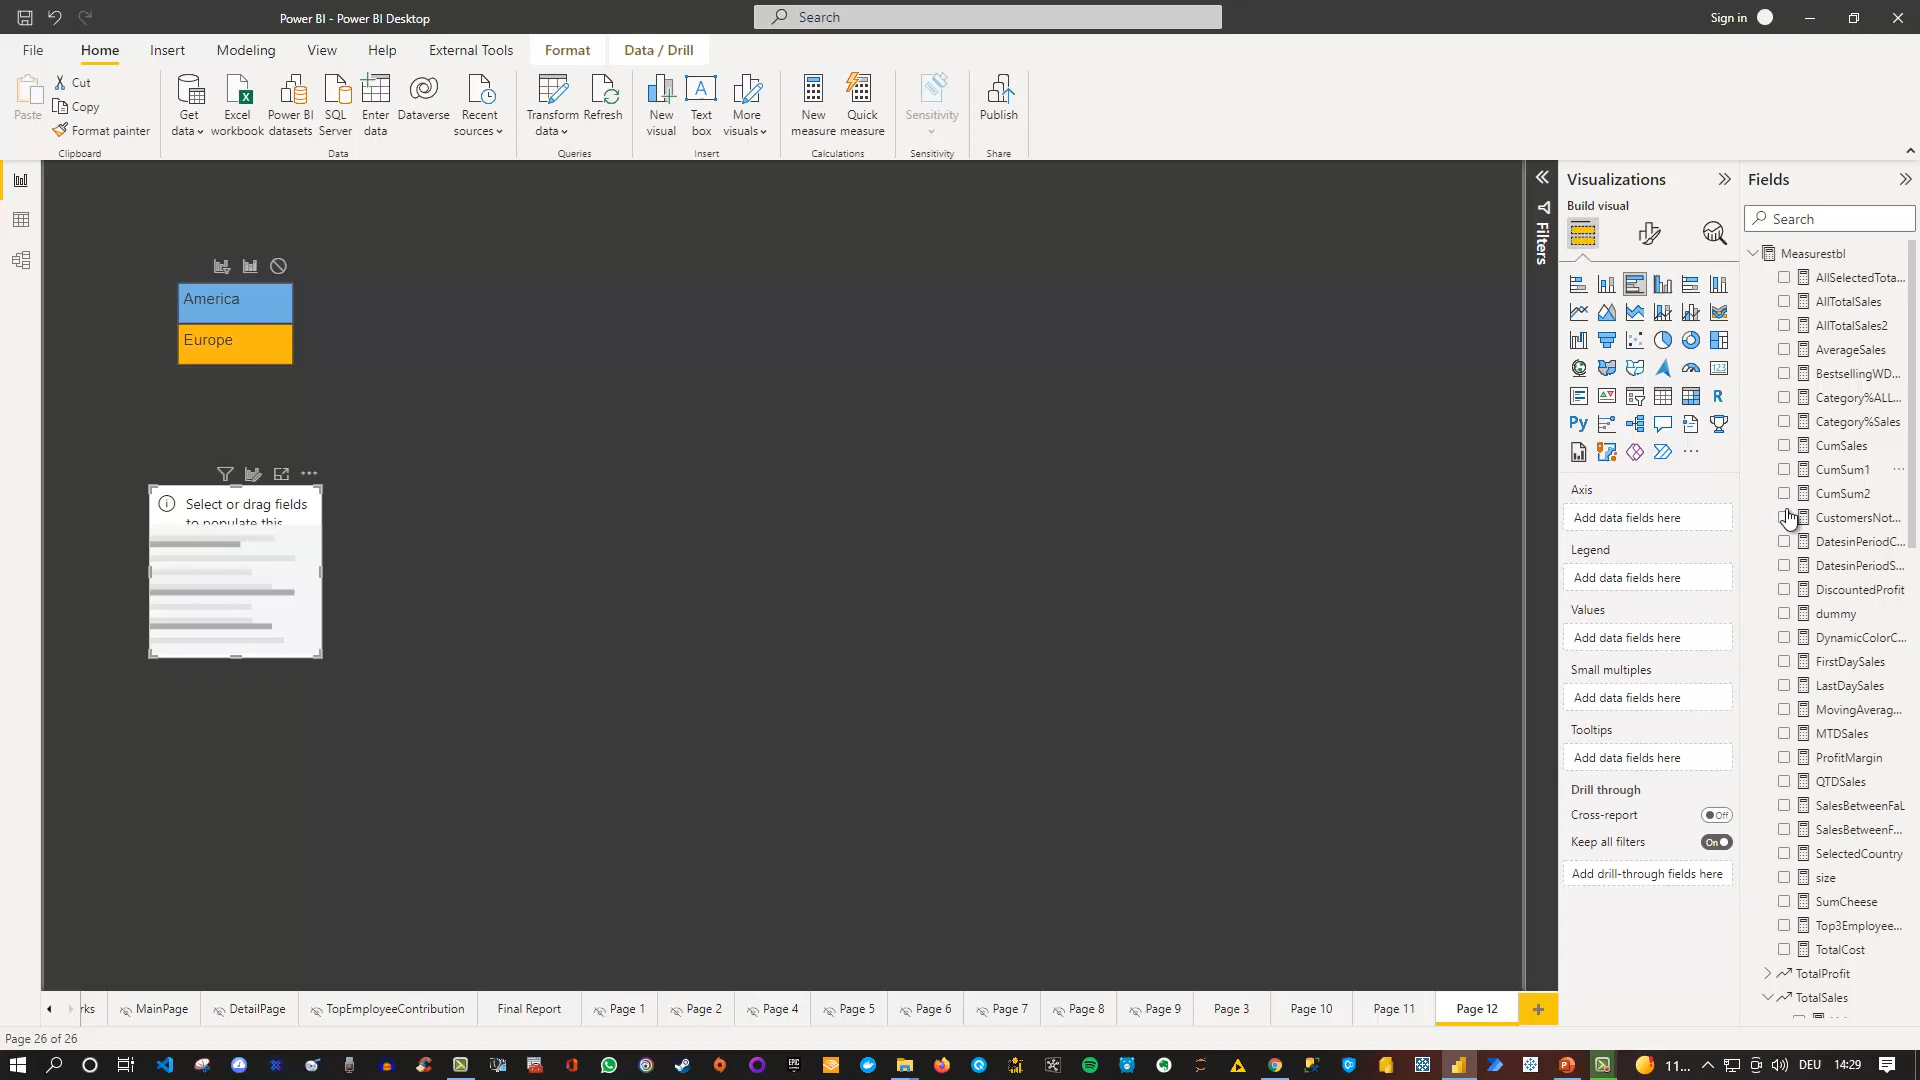 Power BI - Power BI Desktop
Search
Sign in
File
Home
Insert
Modeling
View
Help
External Tools
Format
Data / Drill
Paste
Cut
Copy
Format painter
Clipboard
Get data
Excel workbook
Power BI datasets
SQL Server
Enter data
Dataverse
Recent sources
Data
Transform data
Refresh
Queries
New visual
Text box
More visuals
Insert
New measure
Quick measure
Calculations
Sensitivity
Sensitivity
Publish
Share
America
Europe
Select or drag fields
to populate this
Filters
Visualizations
Build visual
123
R
Py
Axis
Add data fields here
Legend
Add data fields here
Values
Add data fields here
Small multiples
Add data fields here
Tooltips
Add data fields here
Drill through
Cross-report
Off
Keep all filters
On
Add drill-through fields here
Fields
Search
Measurestbl
AllSelectedTota...
AllTotalSales
AllTotalSales2
AverageSales
BestsellingWD...
Category%ALL...
Category%Sales
CumSales
CumSum1
CumSum2
CustomersNot...
DatesinPeriodC...
DatesinPeriodS...
DiscountedProfit
dummy
DynamicColorC...
FirstDaySales
LastDaySales
MovingAverag...
MTDSales
ProfitMargin
QTDSales
SalesBetweenFaL
SalesBetweenF...
SelectedCountry
size
SumCheese
Top3Employee...
TotalCost
TotalProfit
TotalSales
rks
MainPage
DetailPage
TopEmployeeContribution
Final Report
Page 1
Page 2
Page 4
Page 5
Page 6
Page 7
Page 8
Page 9
Page 3
Page 10
Page 11
Page 12
Page 26 of 26
11...
DEU
14:29